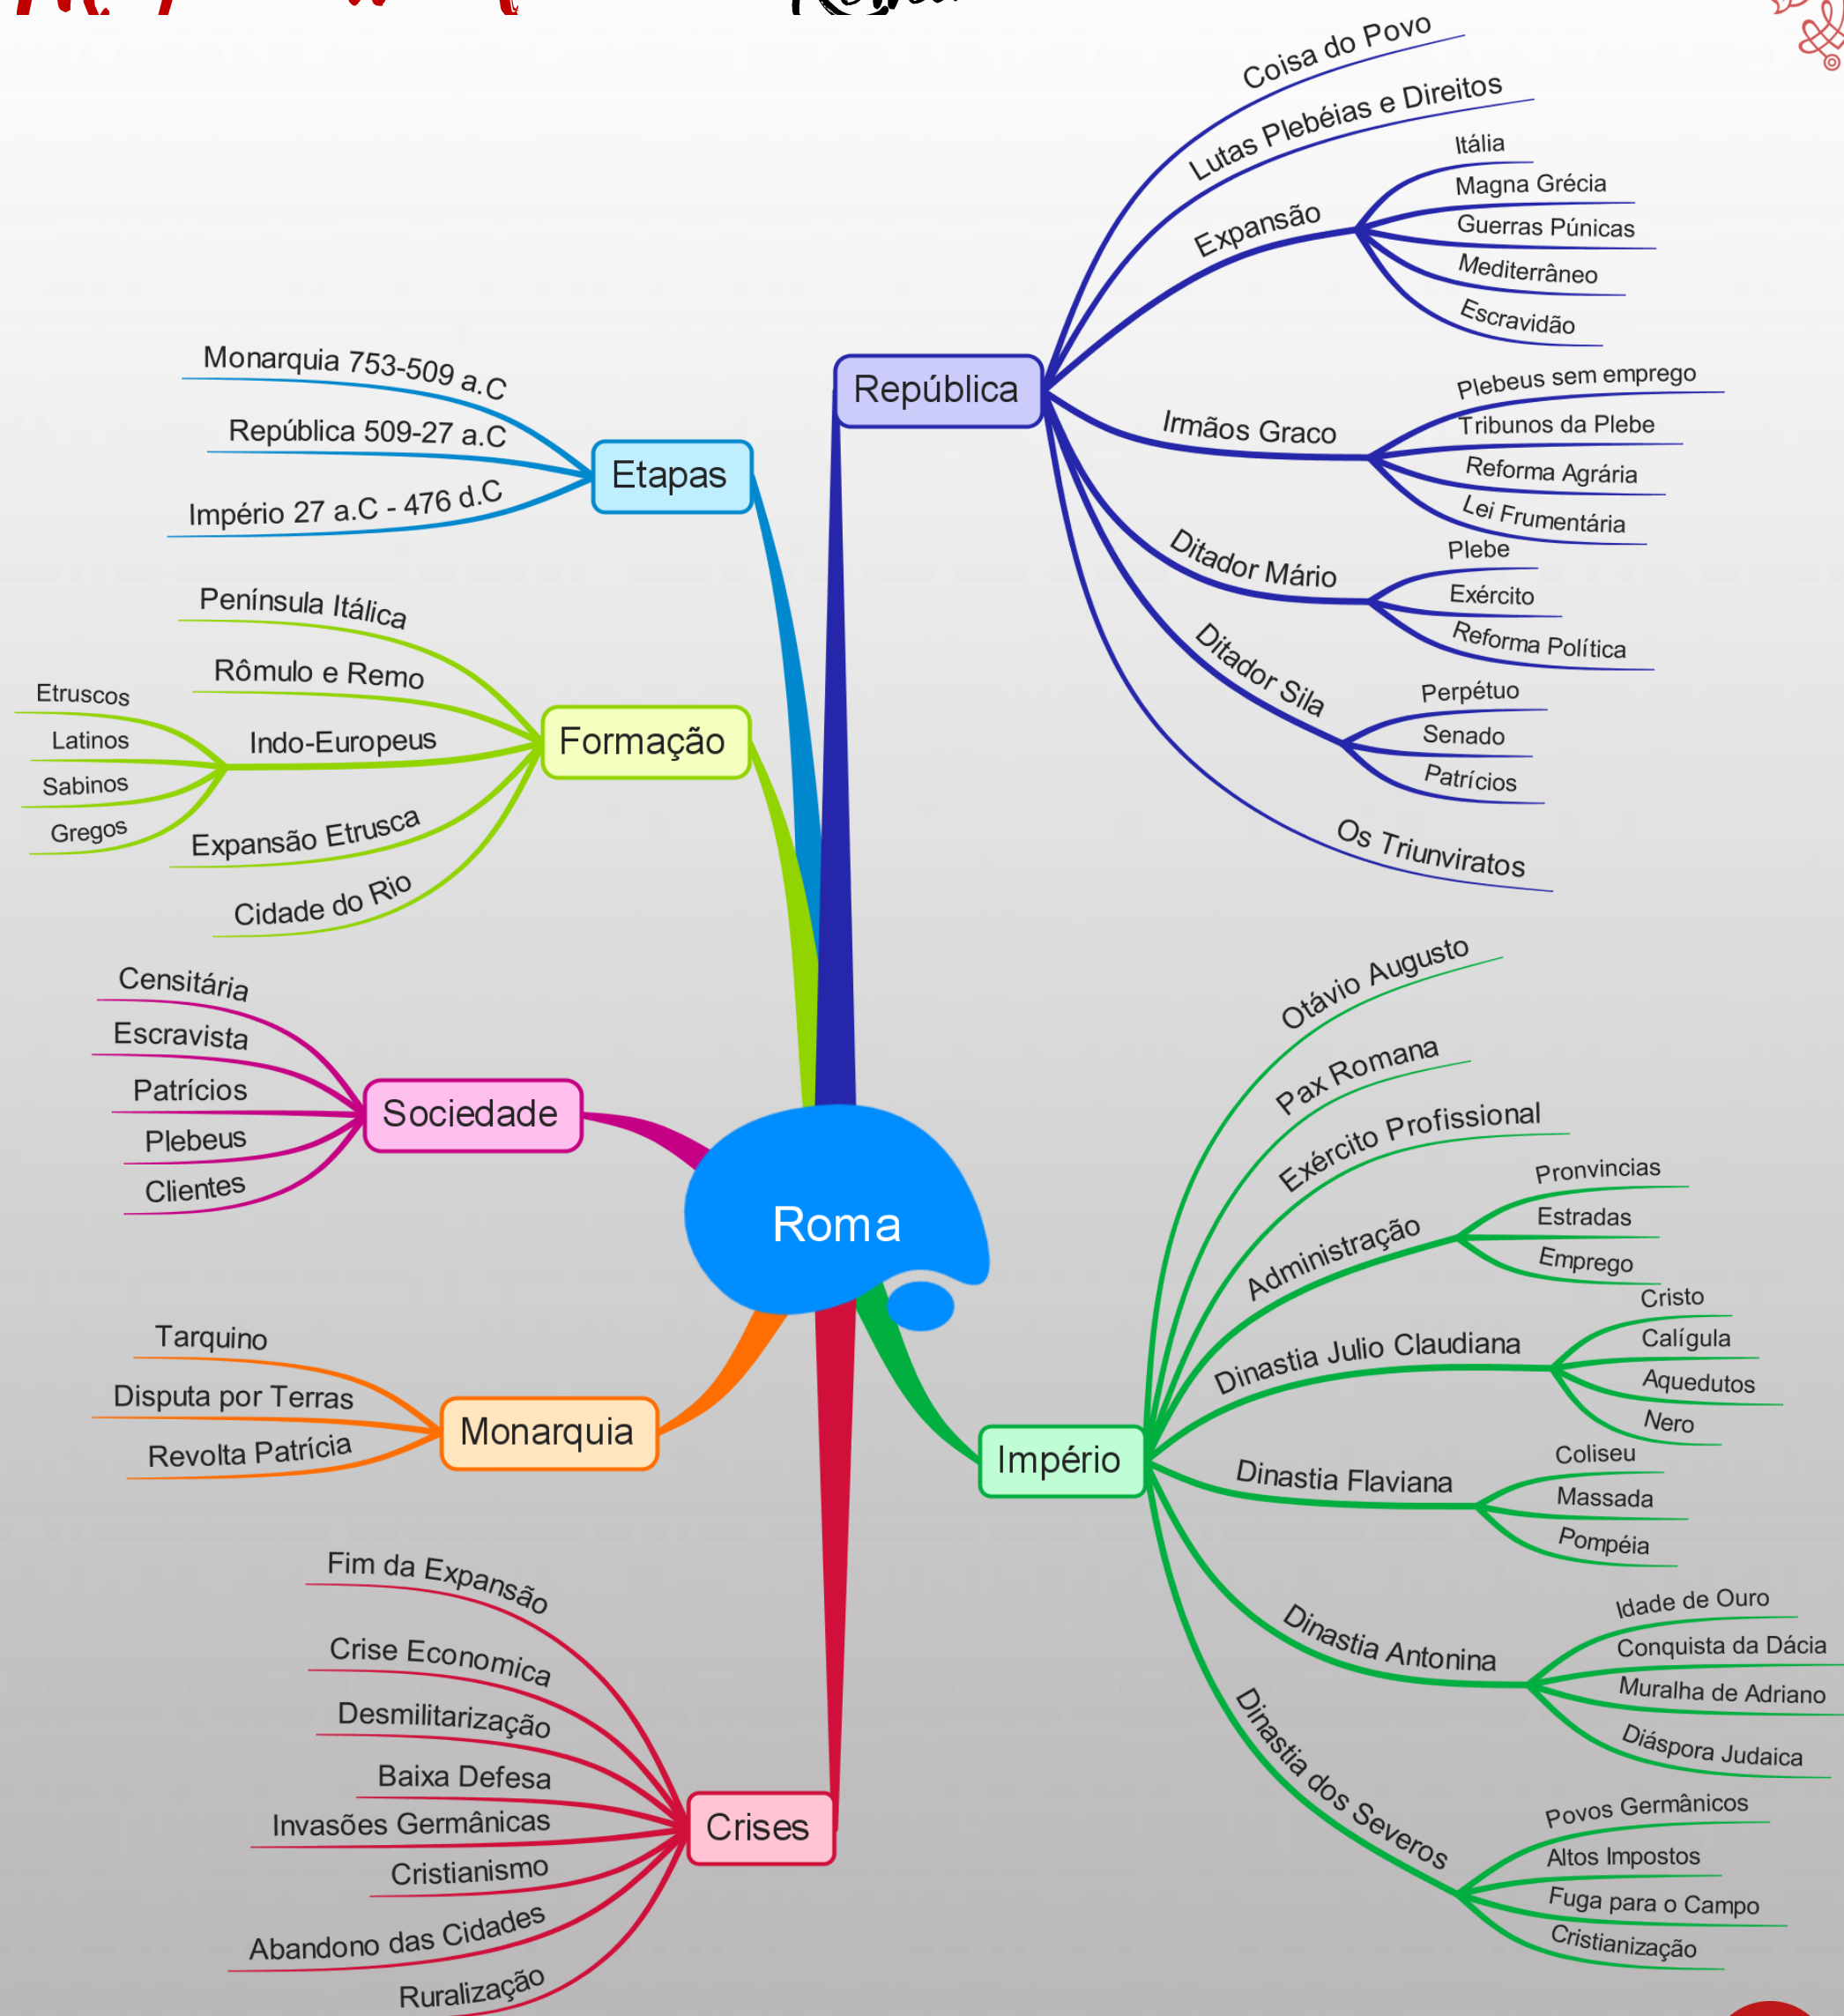 República
Coisa do Povo
Lutas Plebéias e Direitos
Expansão
Itália
Magna Grécia
Guerras Púnicas
Mediterrâneo
Escravidão
Irmãos Graco
Plebeus sem emprego
Tribunos da Plebe
Reforma Agrária
Lei Frumentária
Ditador Mário
Plebe
Exército
Reforma Política
Ditador Sila
Perpétuo
Senado
Patrícios
Os Triunviratos
Etapas
Monarquia 753-509 a.C
República 509-27 a.C
Império 27 a.C - 476 d.C
Formação
Península Itálica
Rômulo e Remo
Indo-Europeus
Etruscos
Latinos
Sabinos
Gregos
Expansão Etrusca
Cidade do Rio
Sociedade
Censitária
Escravista
Patrícios
Plebeus
Clientes
Roma
Monarquia
Tarquino
Disputa por Terras
Revolta Patrícia
Império
Otávio Augusto
Pax Romana
Exército Profissional
Administração
Pronvincias
Estradas
Emprego
Dinastia Julio Claudiana
Cristo
Calígula
Aquedutos
Nero
Dinastia Flaviana
Coliseu
Massada
Pompéia
Dinastia Antonina
Idade de Ouro
Conquista da Dácia
Muralha de Adriano
Diáspora Judaica
Dinastia dos Severos
Povos Germânicos
Altos Impostos
Fuga para o Campo
Cristianização
Crises
Fim da Expansão
Crise Economica
Desmilitarização
Baixa Defesa
Invasões Germânicas
Cristianismo
Abandono das Cidades
Ruralização